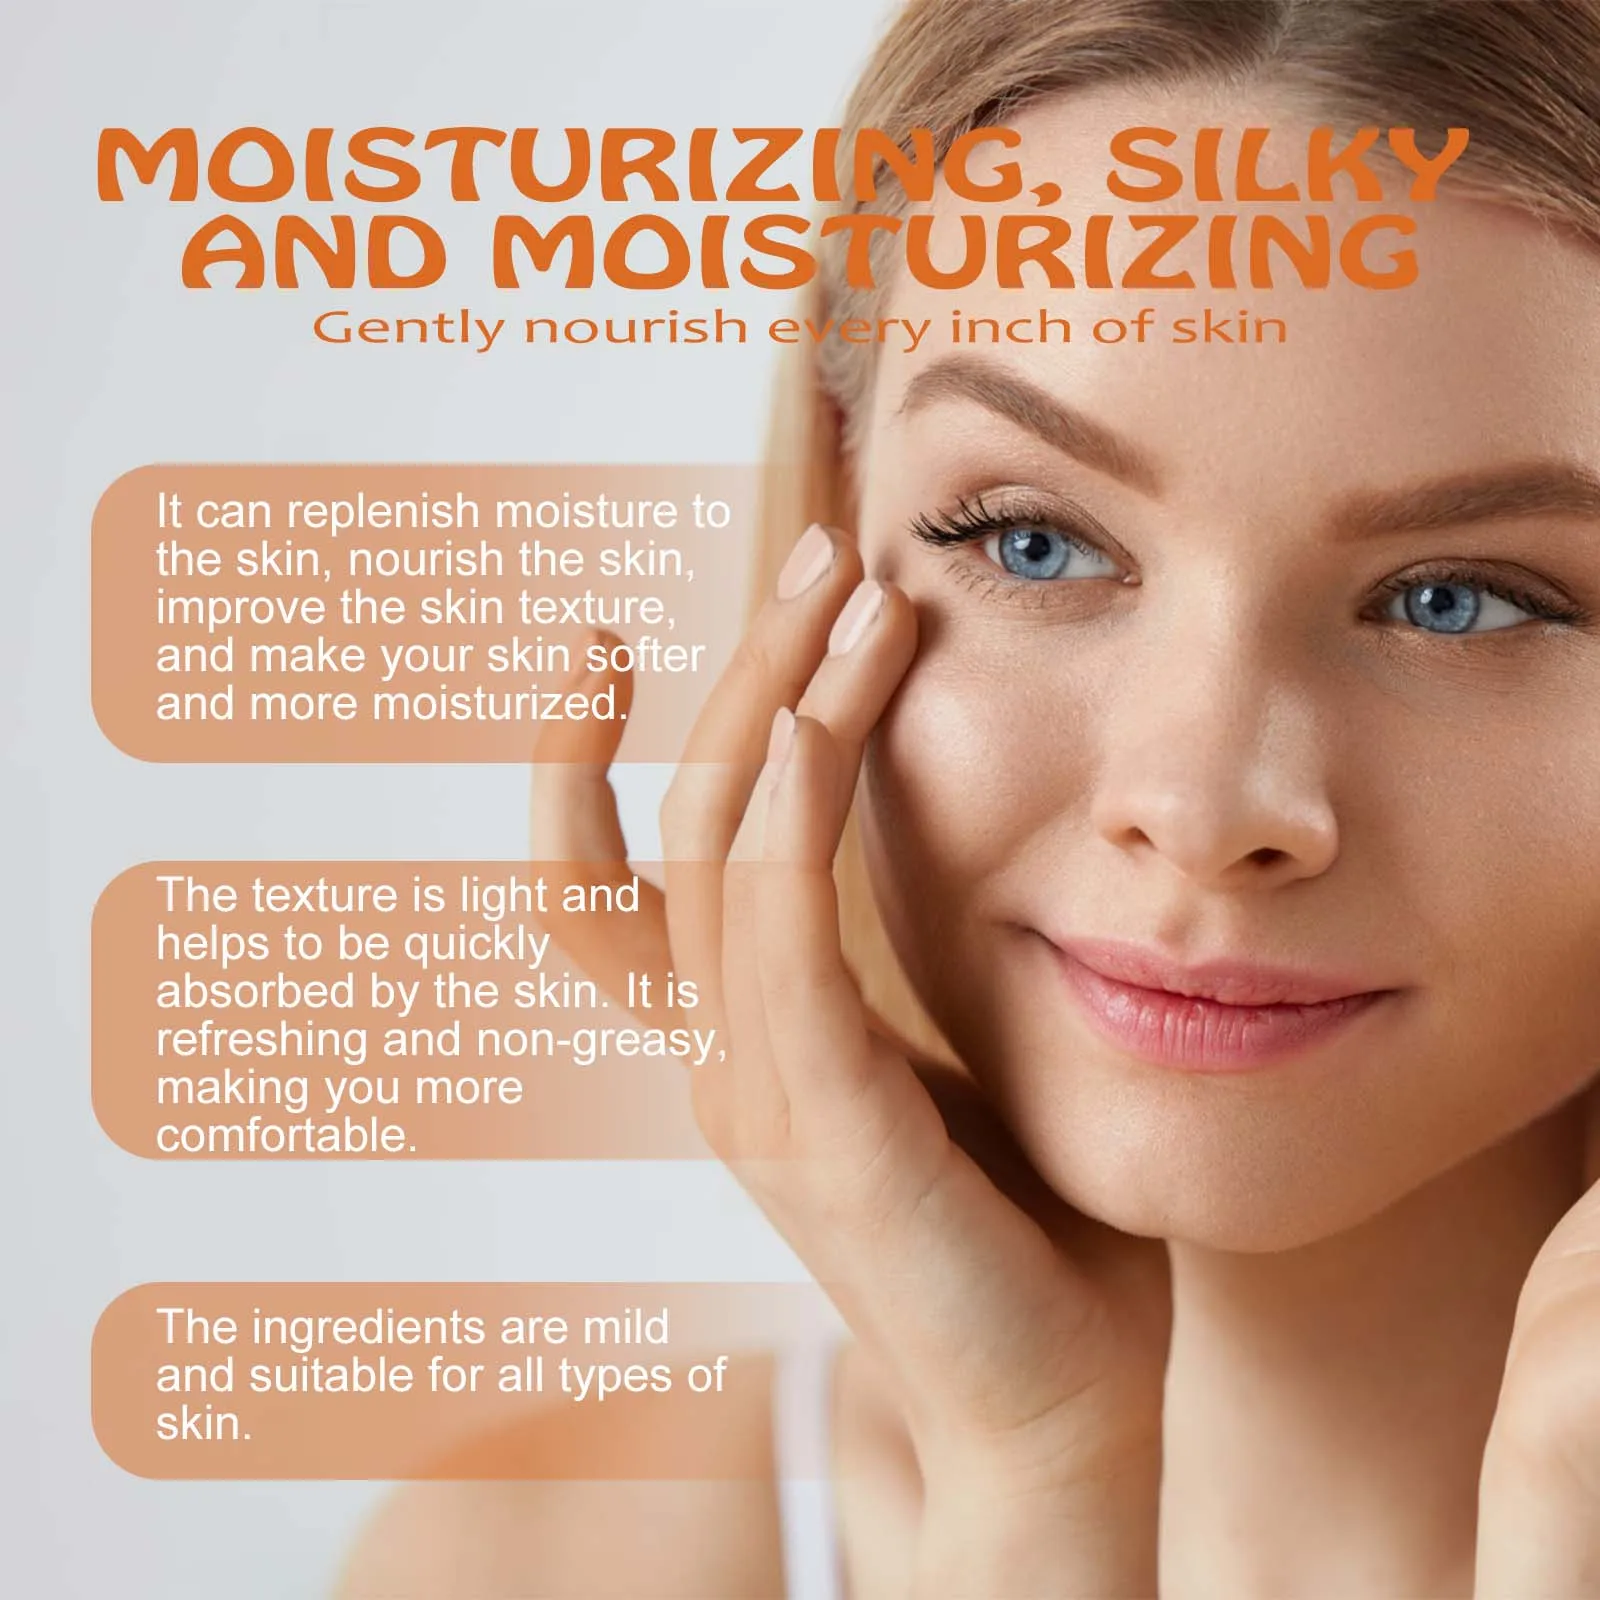 MOISTURIZING, SILKY
AND MOISTURIZING
Gently nourish every inch of skin
It can replenish moisture to
the skin, nourish the skin,
improve the skin texture,
and make your skin softer
and more moisturized.
The texture is light and
helps to be quickly
absorbed by the skin. It is
refreshing and non-greasy,
making you more
comfortable.
The ingredients are mild
and suitable for all types of
skin.